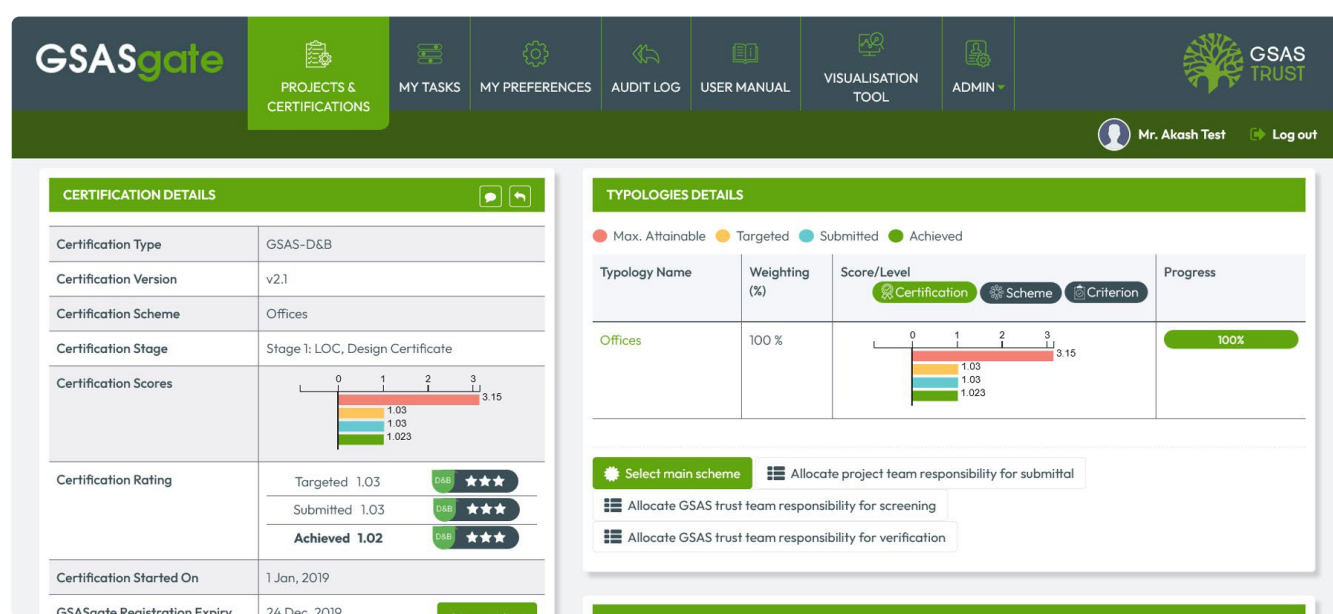 GSASgate
PROJECTS &
CERTIFICATIONS
MY TASKS
MY PREFERENCES
AUDIT LOG
USER MANUAL
VISUALISATION
TOOL
ADMIN
GSAS
TRUST
Mr. Akash Test
Log out
CERTIFICATION DETAILS
Certification Type GSAS-D&B
Certification Version v2.1
Certification Scheme Offices
Certification Stage Stage 1: LOC, Design Certificate
Certification Scores
0 1 2 3
3.15
1.03
1.03
1.023
Certification Rating
Targeted 1.03 D&B
Submitted 1.03 D&B
Achieved 1.02 D&B
Certification Started On 1 Jan, 2019
GSASgate Registration Expiry 24 Dec, 2019
TYPOLOGIES DETAILS
Max. Attainable Targeted Submitted Achieved
Typology Name
Weighting
(%)
Score/Level
Certification Scheme Criterion
Progress
Offices 100 %
0 1 2 3
3.15
1.03
1.03
1.023
100%
Select main scheme
Allocate project team responsibility for submittal
Allocate GSAS trust team responsibility for screening
Allocate GSAS trust team responsibility for verification